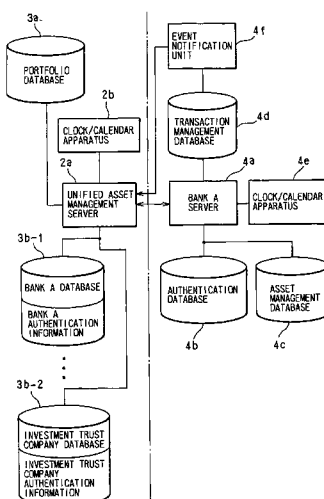 3a
PORTFOLIO
DATABASE
2b
CLOCK/CALENDAR
APPARATUS
2a
UNIFIED ASSET
MANAGEMENT
SERVER
3b-1
BANK A DATABASE
BANK A
AUTHENTICATION
INFORMATION
3b-2
INVESTMENT TRUST
COMPANY DATABASE
INVESTMENT TRUST
COMPANY
AUTHENTICATION
INFORMATION
EVENT
NOTIFICATION
UNIT
4f
TRANSACTION
MANAGEMENT
DATABASE
4d
4a
BANK A
SERVER
4e
CLOCK/CALENDAR
APPARATUS
AUTHENTICATION
DATABASE
4b
ASSET
MANAGEMENT
DATABASE
4c